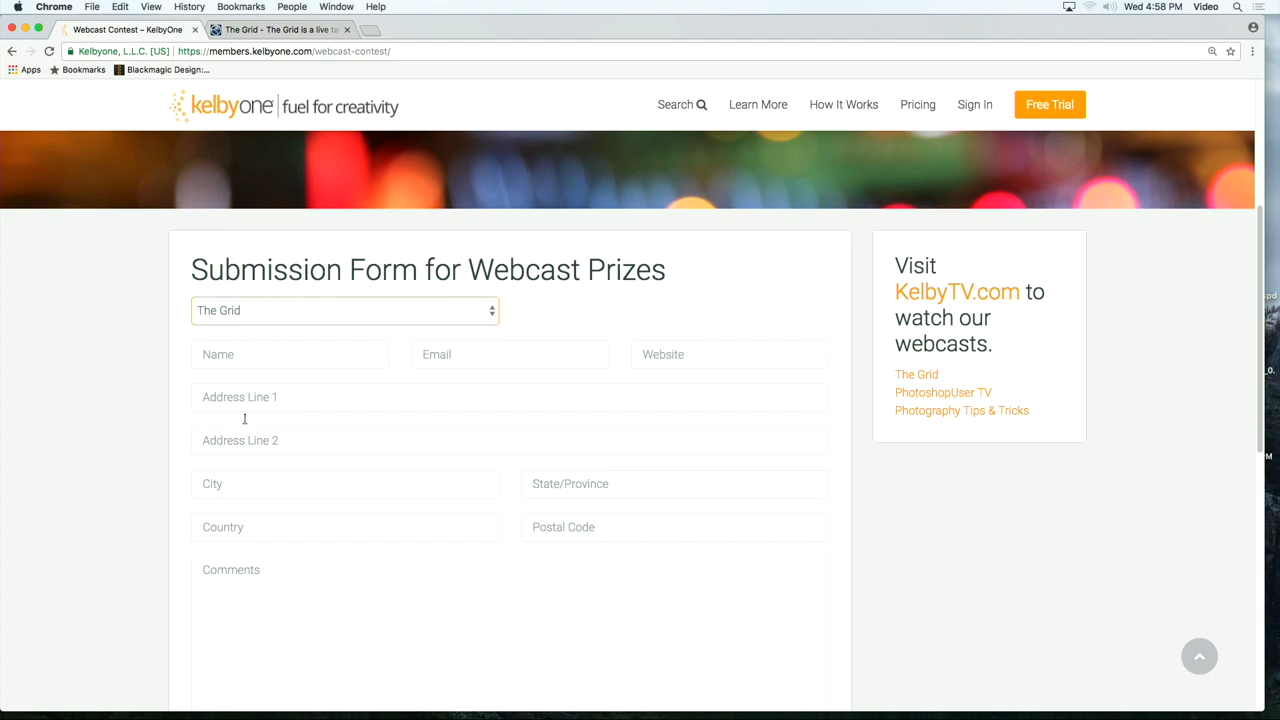 Chrome File Edit View History Bookmarks People Window Help Wed 4:58 PM Video
Webcast Contest – KelbyOne The Grid - The Grid is a live ta
Kelbyone, L.L.C. [US] https://members.kelbyone.com/webcast-contest/
Apps Bookmarks Blackmagic Design:...
kelbyone fuel for creativity
Search Learn More How It Works Pricing Sign In Free Trial
Submission Form for Webcast Prizes
The Grid
Name Email Website
Address Line 1
Address Line 2
City State/Province
Country Postal Code
Comments
Visit
KelbyTV.com to
watch our
webcasts.
The Grid
PhotoshopUser TV
Photography Tips & Tricks
spd
_0.
PM